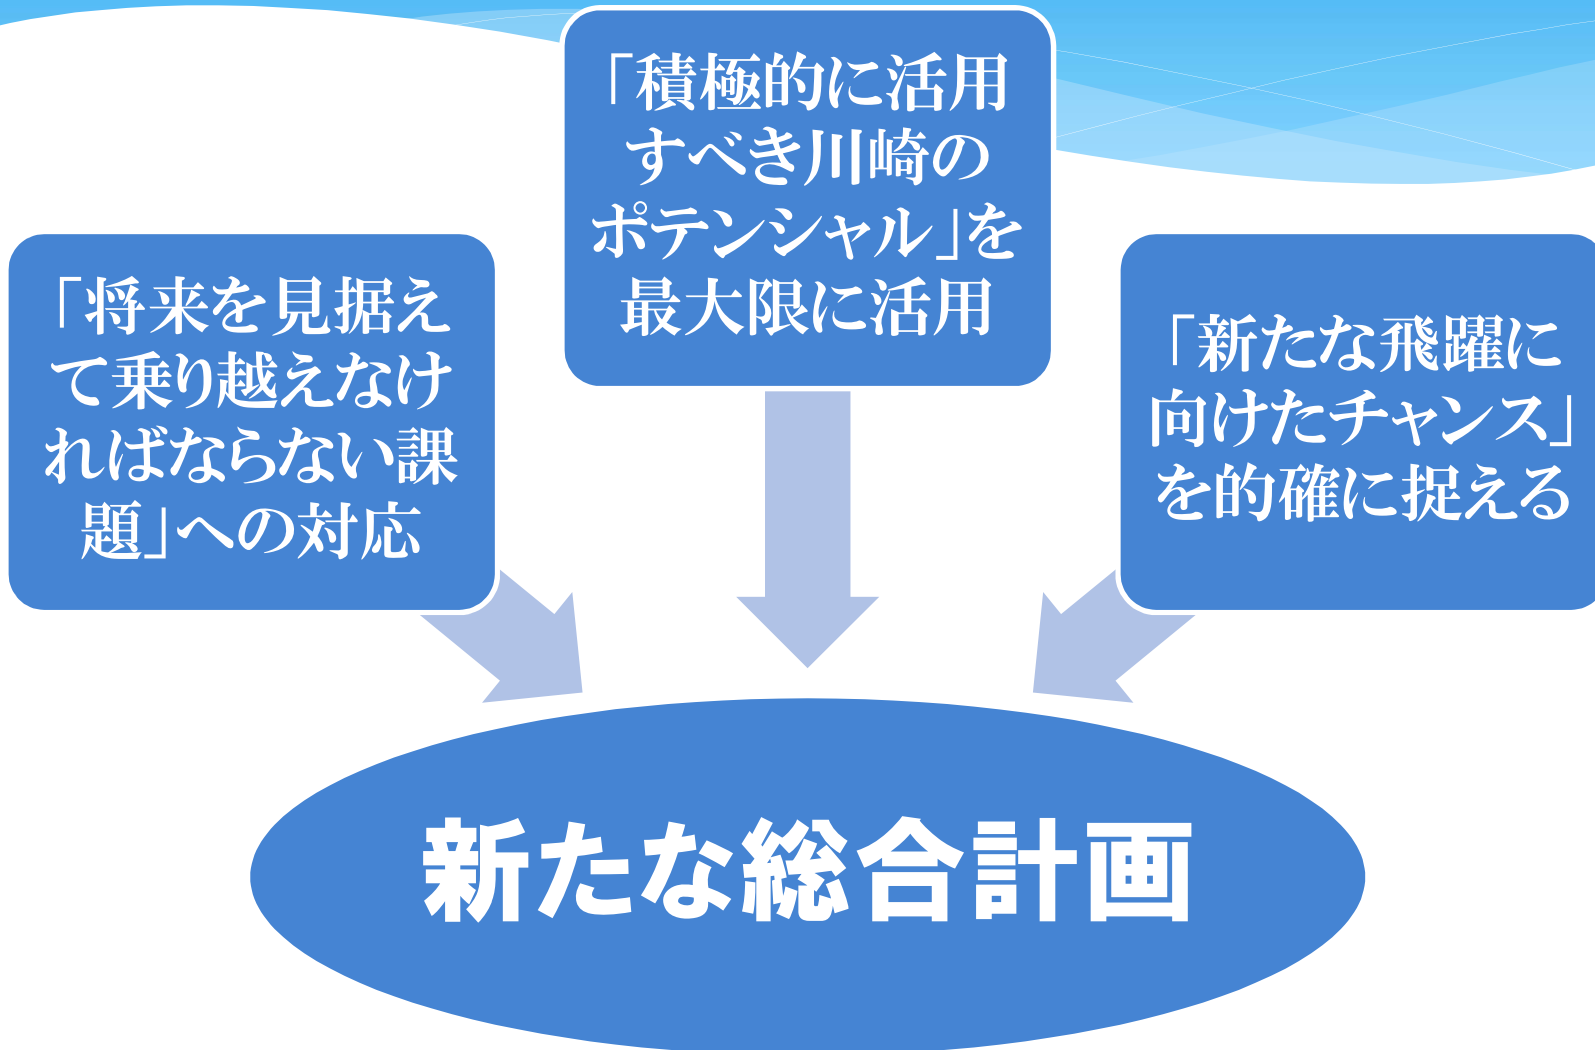 「積極的に活用
すべき川崎の
ポテンシャル」を
最大限に活用
「将来を見据え
て乗り越えなけ
ればならない課
題」への対応
「新たな飛躍に
向けたチャンス」
を的確に捉える
新たな総合計画